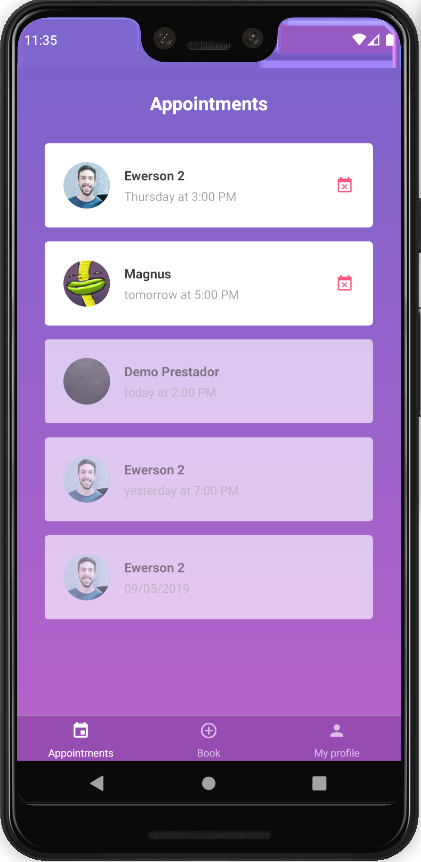 11:35
Appointments
Ewerson 2
Thursday at 3:00 PM
Magnus
tomorrow at 5:00 PM
Demo Prestador
today at 2:00 PM
Ewerson 2
yesterday at 7:00 PM
Ewerson 2
09/05/2019
Appointments
Book
My profile